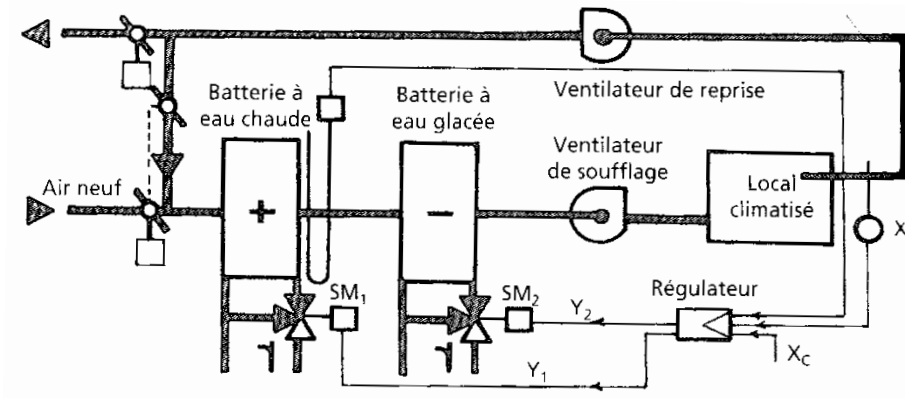 Batterie à
eau chaude
Batterie à
eau glacée
Ventilateur de reprise
Ventilateur
de soufflage
Air neuf
+
−
Local
climatisé
X
SM₁
SM₂
Y₂
Régulateur
X_C
Y₁